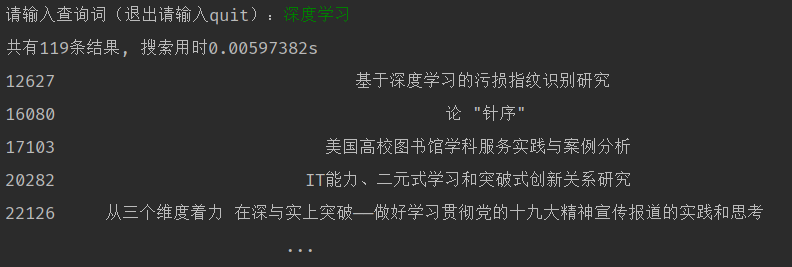 请输入查询词（退出请输入quit）：深度学习
共有119条结果, 搜索用时0.00597382s
12627 基于深度学习的污损指纹识别研究
16080 论 "针序"
17103 美国高校图书馆学科服务实践与案例分析
20282 IT能力、二元式学习和突破式创新关系研究
22126 从三个维度着力 在深与实上突破——做好学习贯彻党的十九大精神宣传报道的实践和思考
...